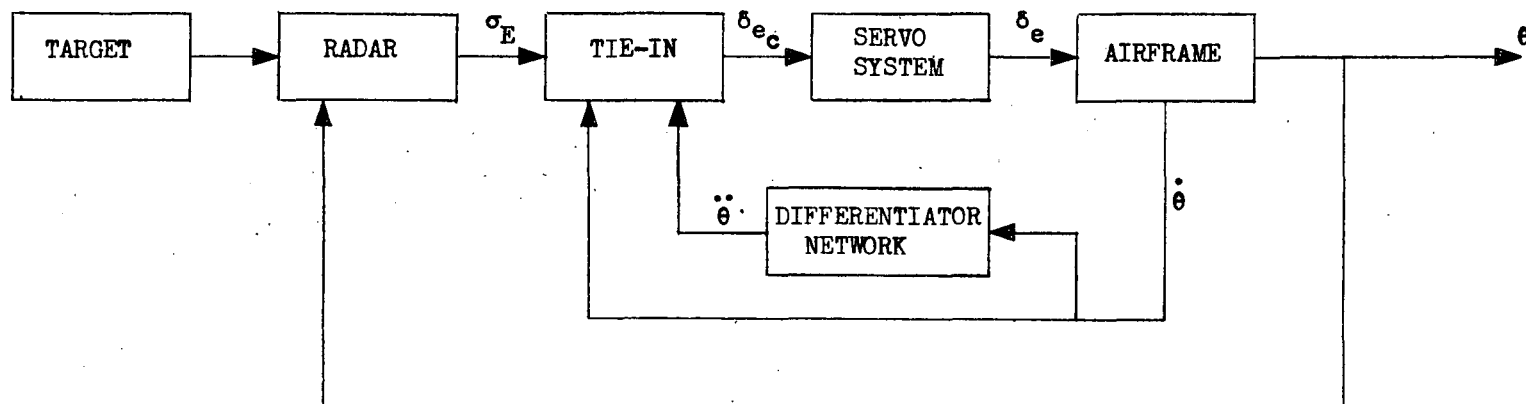 TARGET
RADAR
σE
TIE-IN
δec
SERVO
SYSTEM
δe
AIRFRAME
θ
θ̈
DIFFERENTIATOR
NETWORK
θ̇